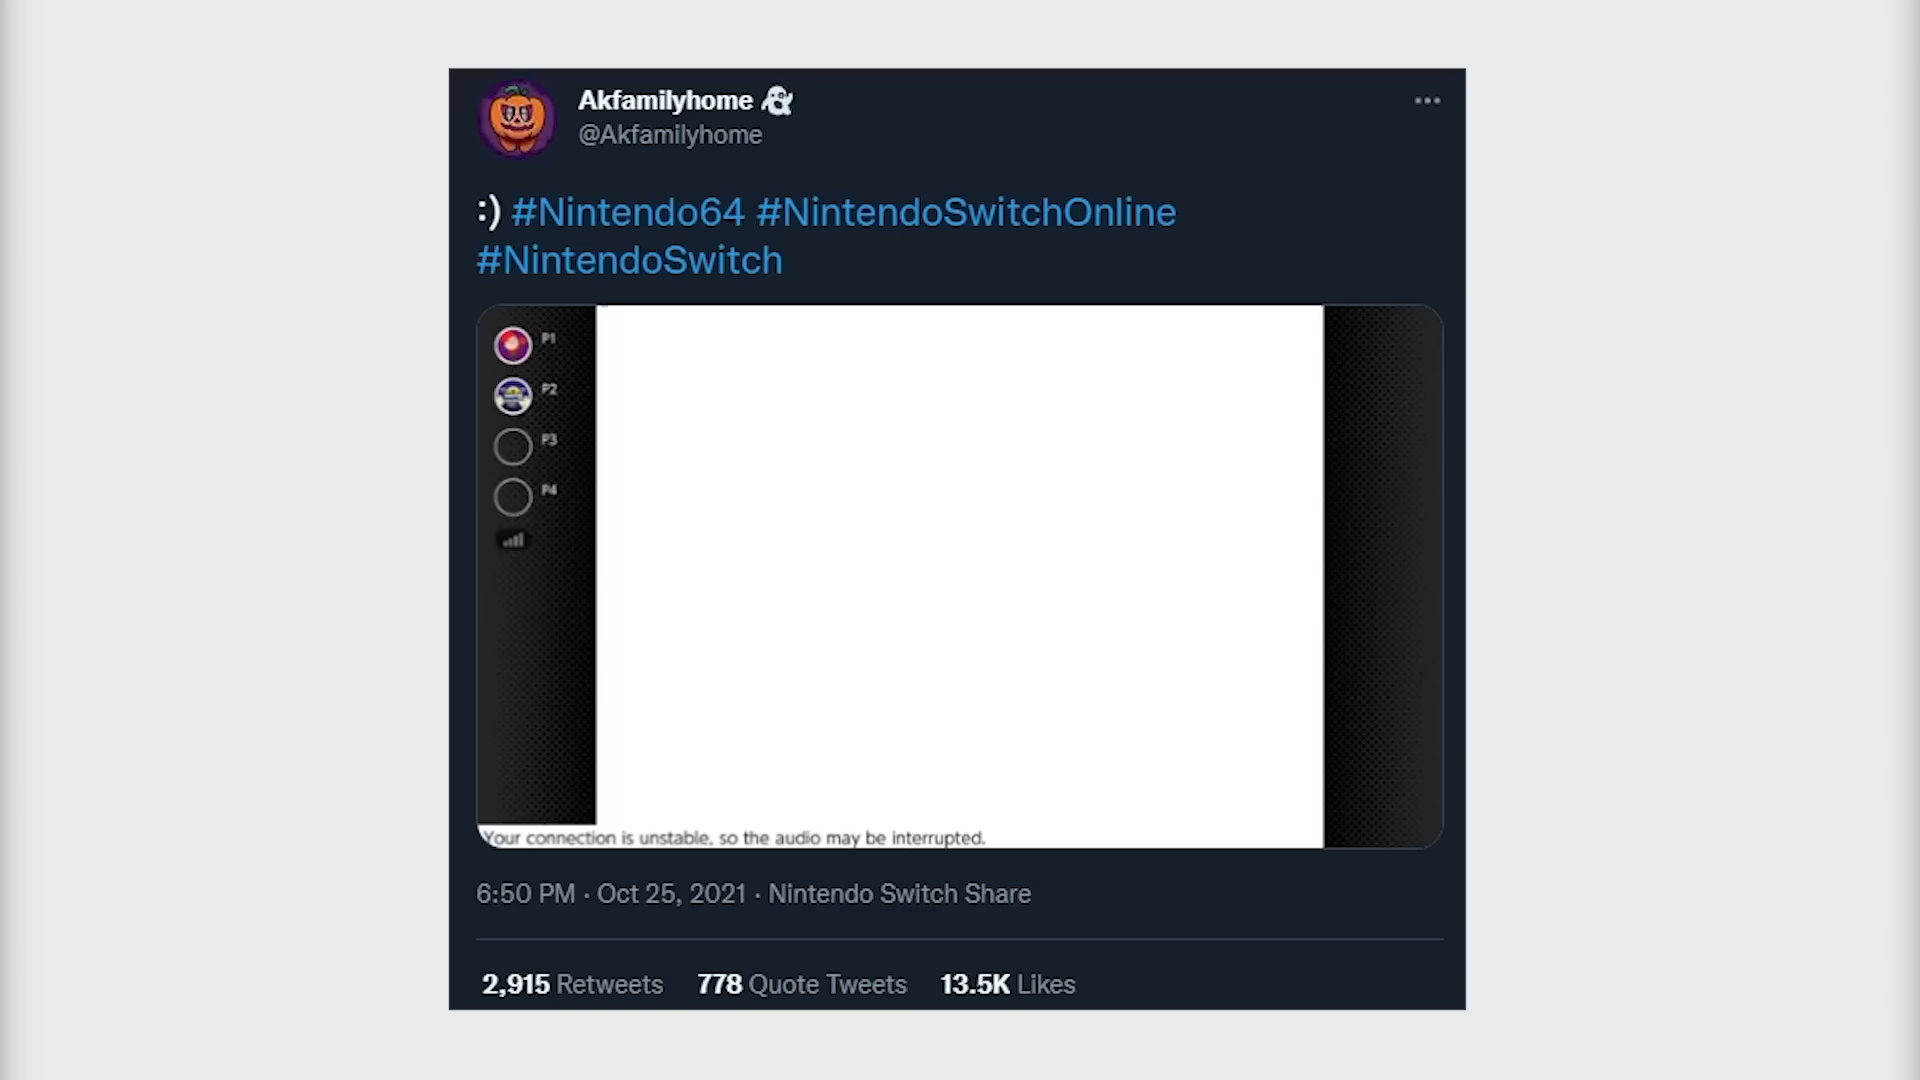 Akfamilyhome 👻
@Akfamilyhome
:) #Nintendo64 #NintendoSwitchOnline
#NintendoSwitch
P1
P2
P3
P4
Your connection is unstable, so the audio may be interrupted.
6:50 PM · Oct 25, 2021 · Nintendo Switch Share
2,915 Retweets 778 Quote Tweets 13.5K Likes